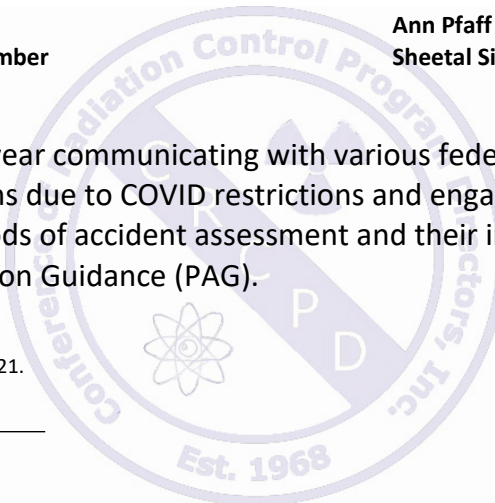 Ann Pfaff
mber Sheetal Si
year communicating with various fede
ns due to COVID restrictions and enga
ods of accident assessment and their i
on Guidance (PAG).
21.
Conference of Radiation Control Program Directors, Inc.
C R C P D
Est. 1968